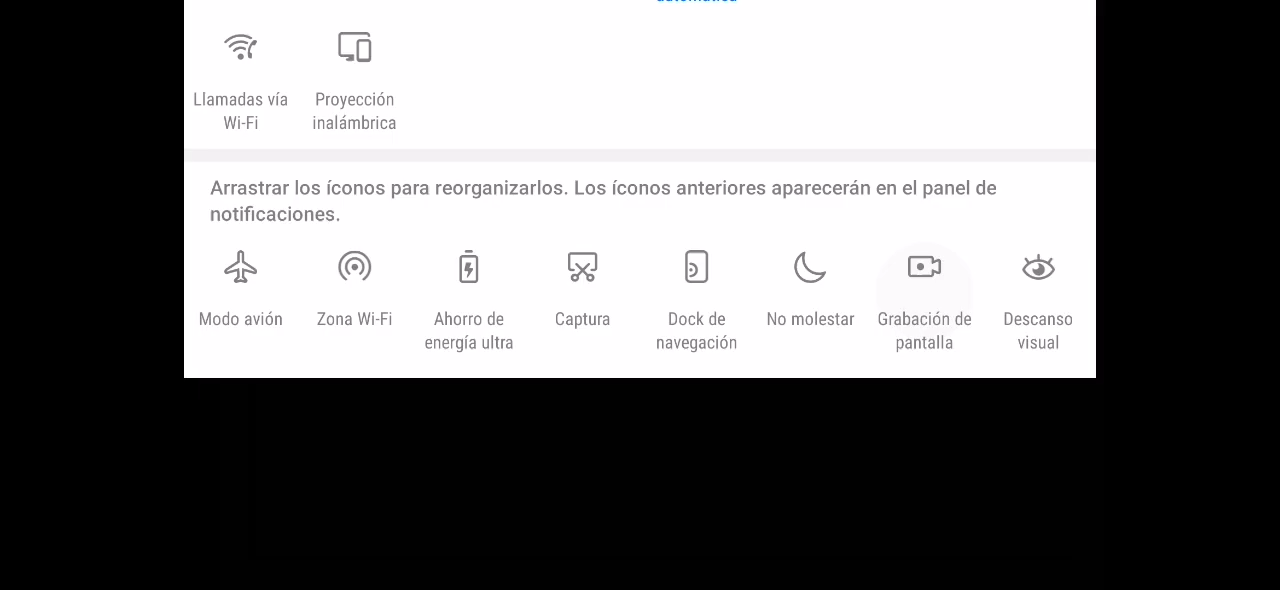 Llamadas vía Proyección
Wi-Fi inalámbrica
Arrastrar los íconos para reorganizarlos. Los íconos anteriores aparecerán en el panel de
notificaciones.
Modo avión Zona Wi-Fi Ahorro de Captura Dock de No molestar Grabación de Descanso
energía ultra navegación pantalla visual